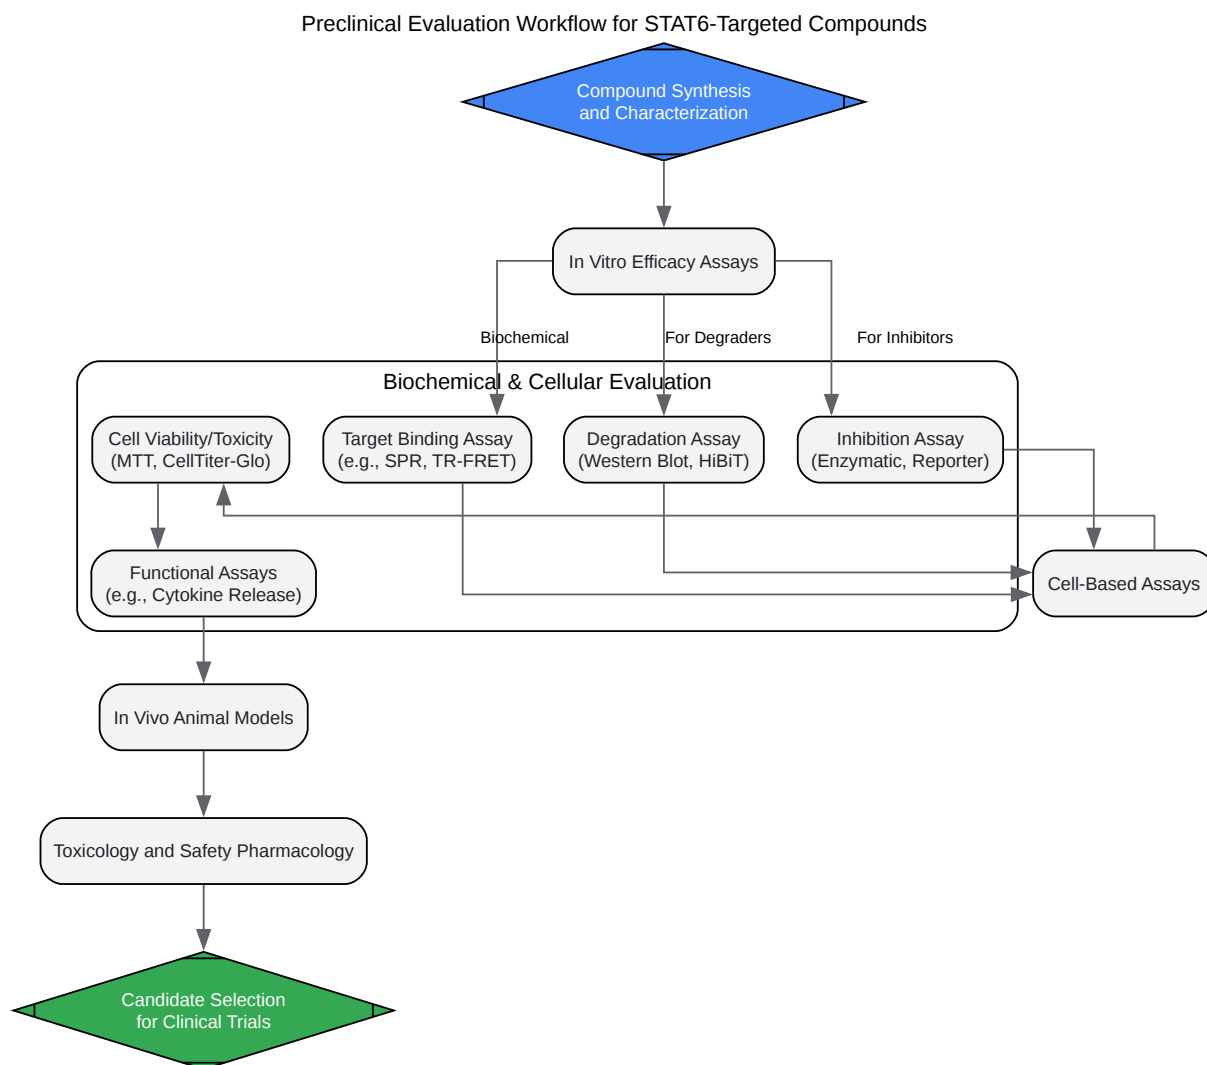 Preclinical Evaluation Workflow for STAT6-Targeted Compounds
Compound Synthesis
and Characterization
In Vitro Efficacy Assays
Biochemical
For Degraders
For Inhibitors
Biochemical & Cellular Evaluation
Cell Viability/Toxicity
(MTT, CellTiter-Glo)
Target Binding Assay
(e.g., SPR, TR-FRET)
Degradation Assay
(Western Blot, HiBiT)
Inhibition Assay
(Enzymatic, Reporter)
Functional Assays
(e.g., Cytokine Release)
Cell-Based Assays
In Vivo Animal Models
Toxicology and Safety Pharmacology
Candidate Selection
for Clinical Trials